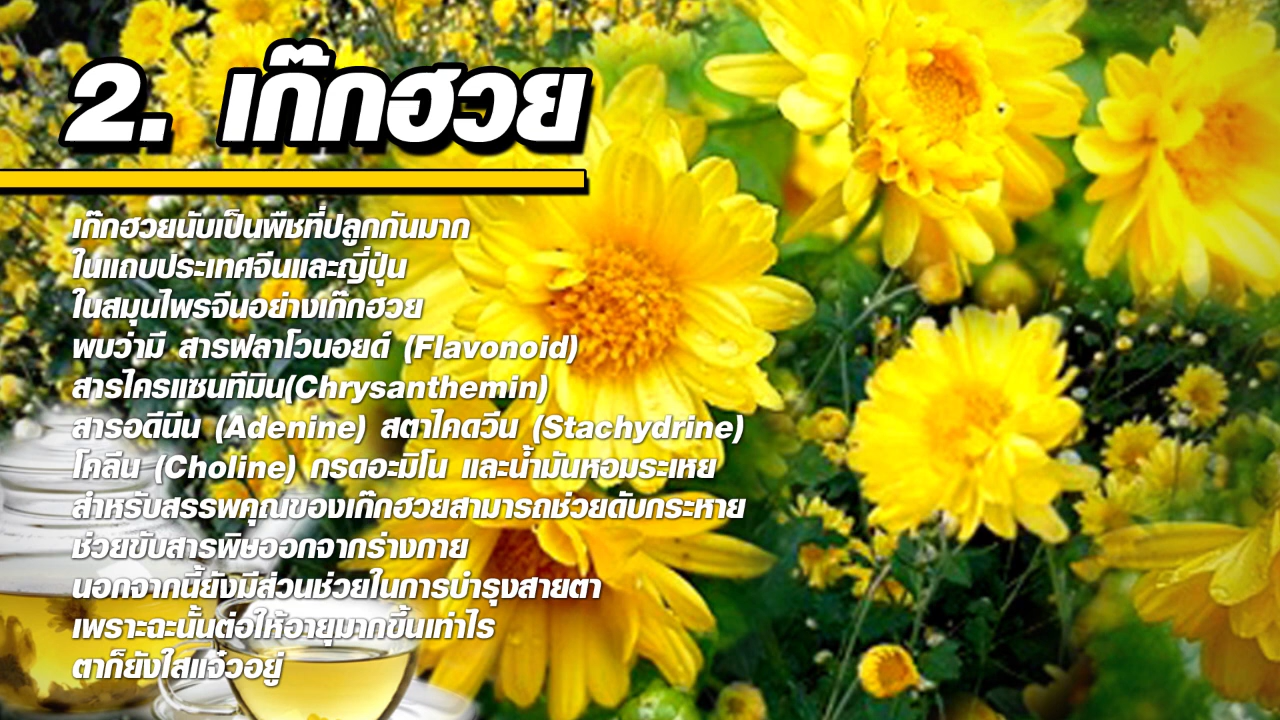 2. เก๊กฮวย
เก๊กฮวยนับเป็นพืชที่ปลูกกันมาก
ในแถบประเทศจีนและญี่ปุ่น
ในสมุนไพรจีนอย่างเก๊กฮวย
พบว่ามี สารฟลาโวนอยด์ (Flavonoid)
สารไครแซนทีมิน(Chrysanthemin)
สารอดีนีน (Adenine) สตาไคดวีน (Stachydrine)
โคลีน (Choline) กรดอะมิโน และน้ำมันหอมระเหย
สำหรับสรรพคุณของเก๊กฮวยสามารถช่วยดับกระหาย
ช่วยขับสารพิษออกจากร่างกาย
นอกจากนี้ยังมีส่วนช่วยในการบำรุงสายตา
เพราะฉะนั้นต่อให้อายุมากขึ้นเท่าไร
ตาก็ยังใสแจ๋วอยู่